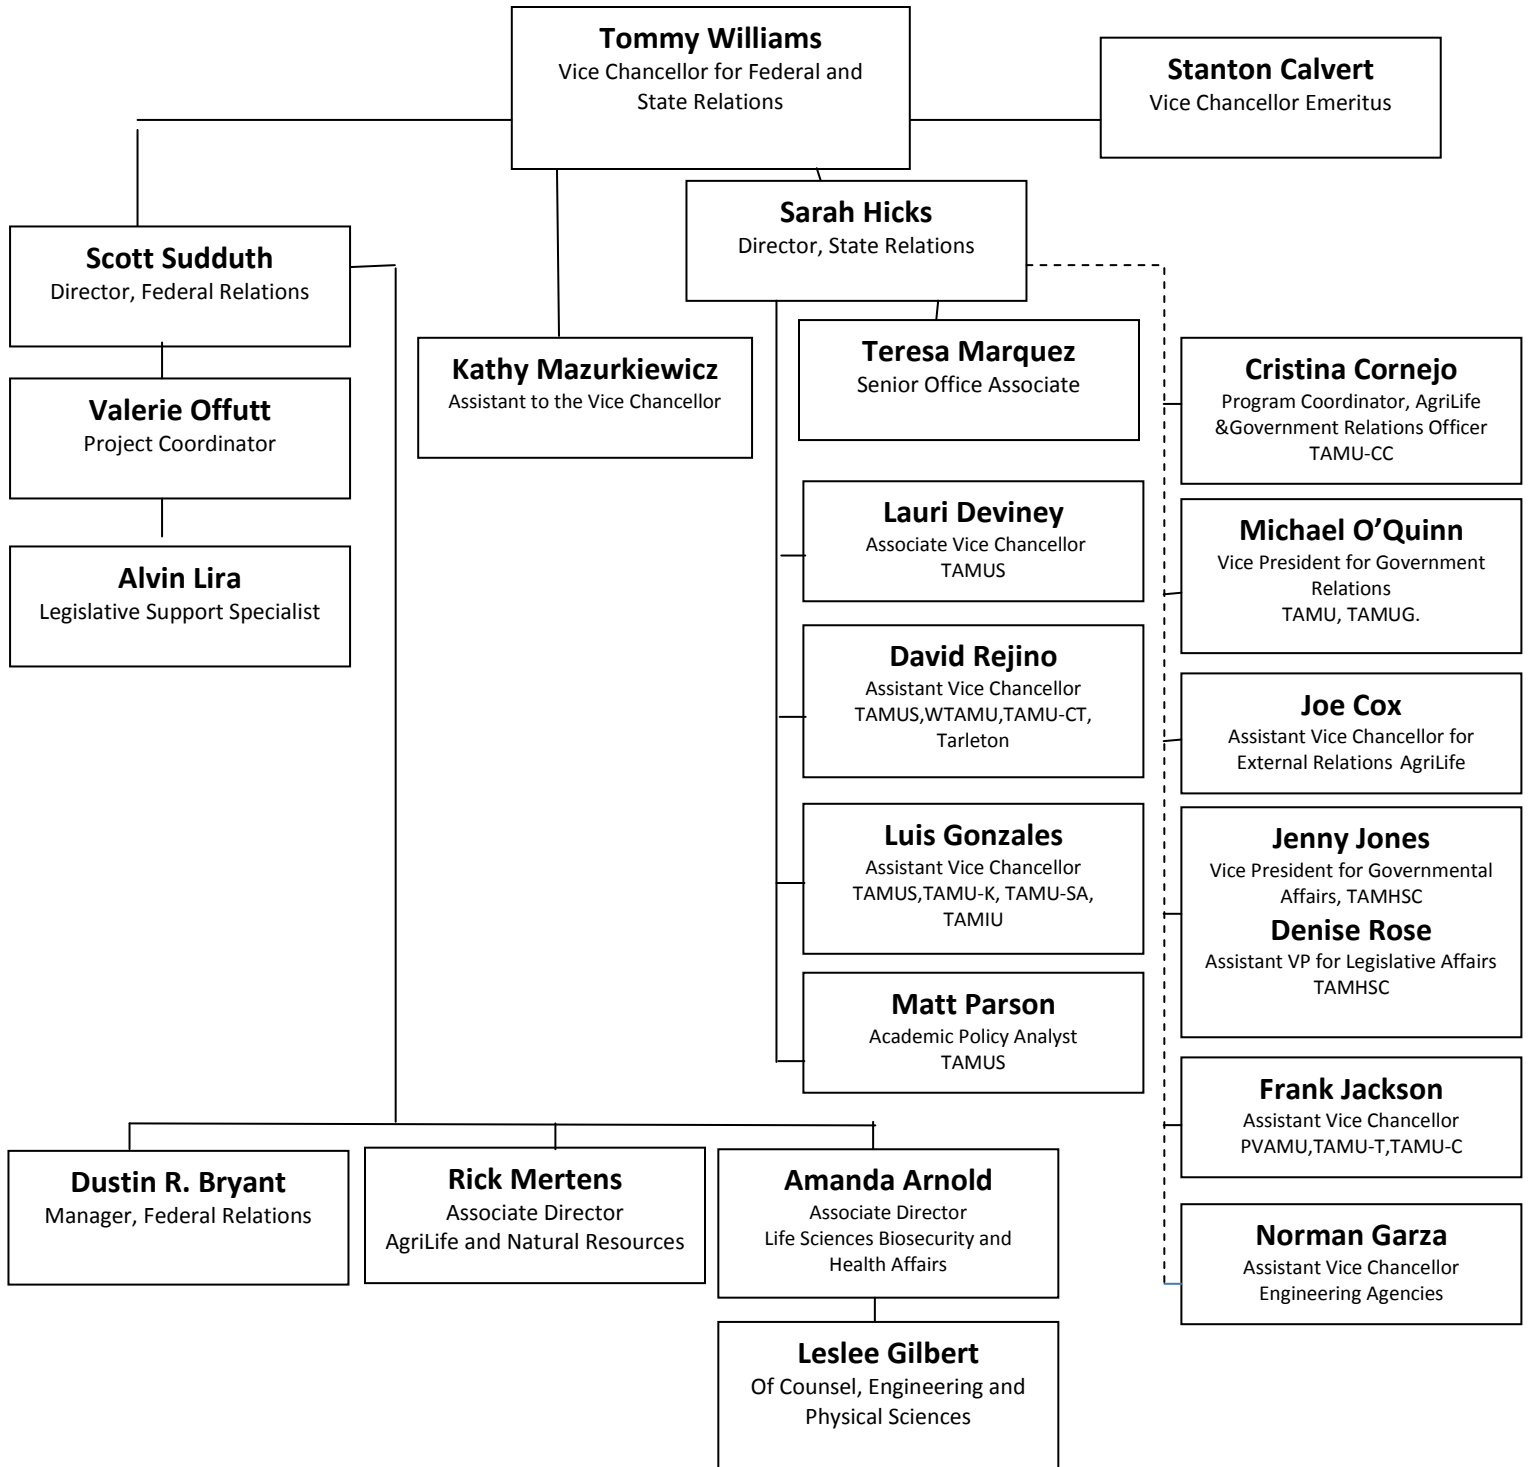 Tommy Williams
Vice Chancellor for Federal and
State Relations
Stanton Calvert
Vice Chancellor Emeritus
Sarah Hicks
Director, State Relations
Scott Sudduth
Director, Federal Relations
Kathy Mazurkiewicz
Assistant to the Vice Chancellor
Teresa Marquez
Senior Office Associate
Cristina Cornejo
Program Coordinator, AgriLife
&Government Relations Officer
TAMU-CC
Valerie Offutt
Project Coordinator
Lauri Deviney
Associate Vice Chancellor
TAMUS
Michael O’Quinn
Vice President for Government
Relations
TAMU, TAMUG.
Alvin Lira
Legislative Support Specialist
David Rejino
Assistant Vice Chancellor
TAMUS,WTAMU,TAMU-CT,
Tarleton
Joe Cox
Assistant Vice Chancellor for
External Relations AgriLife
Luis Gonzales
Assistant Vice Chancellor
TAMUS,TAMU-K, TAMU-SA,
TAMIU
Jenny Jones
Vice President for Governmental
Affairs, TAMHSC
Denise Rose
Assistant VP for Legislative Affairs
TAMHSC
Matt Parson
Academic Policy Analyst
TAMUS
Frank Jackson
Assistant Vice Chancellor
PVAMU,TAMU-T,TAMU-C
Dustin R. Bryant
Manager, Federal Relations
Rick Mertens
Associate Director
AgriLife and Natural Resources
Amanda Arnold
Associate Director
Life Sciences Biosecurity and
Health Affairs
Norman Garza
Assistant Vice Chancellor
Engineering Agencies
Leslee Gilbert
Of Counsel, Engineering and
Physical Sciences